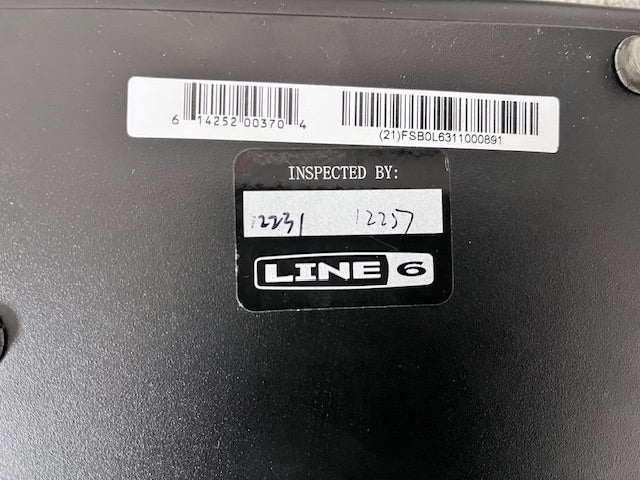 6 14252 00370 4
(21)FSB0L6311000891
INSPECTED BY:
12231 12257
LINE 6